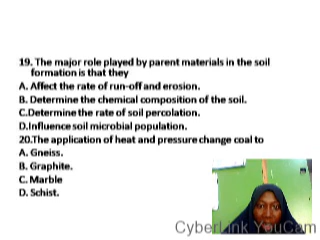 19. The major role played by parent materials in the soil
formation is that they
A. Affect the rate of run-off and erosion.
B. Determine the chemical composition of the soil.
C.Determine the rate of soil percolation.
D.Influence soil microbial population.
20.The application of heat and pressure change coal to
A. Gneiss.
B. Graphite.
C. Marble
D. Schist.
CyberLink YouCam